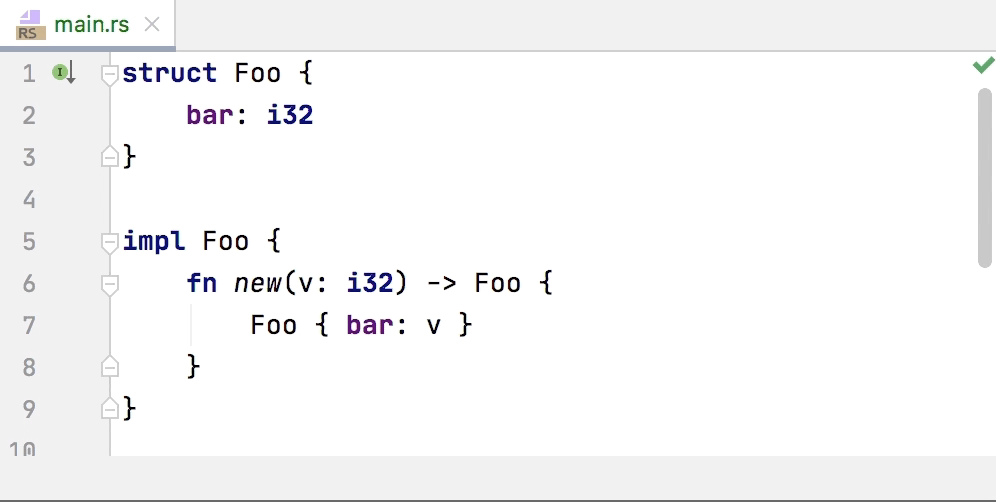 RS main.rs
1 struct Foo {
2     bar: i32
3 }
4
5 impl Foo {
6     fn new(v: i32) -> Foo {
7         Foo { bar: v }
8     }
9 }
10